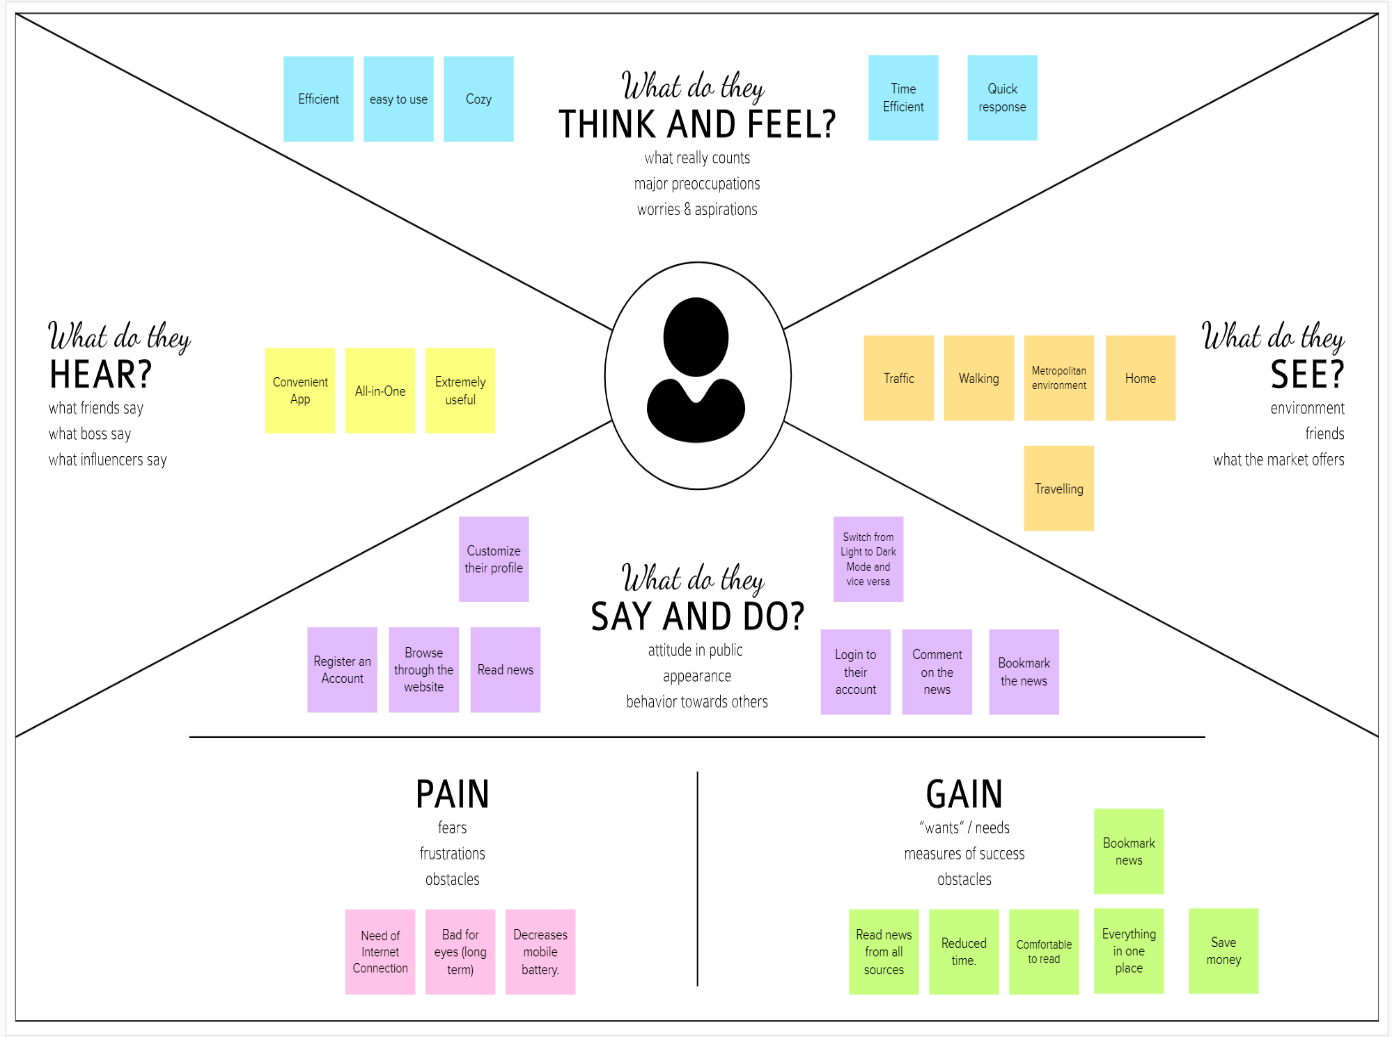 Efficient
easy to use
Cozy
What do they
THINK AND FEEL?
what really counts
major preoccupations
worries & aspirations
Time
Efficient
Quick
response
What do they
HEAR?
what friends say
what boss say
what influencers say
Convenient
App
All-in-One
Extremely
useful
Traffic
Walking
Metropolitan
environment
Home
Travelling
What do they
SEE?
environment
friends
what the market offers
Customize
their profile
Register an
Account
Browse
through the
website
Read news
What do they
SAY AND DO?
attitude in public
appearance
behavior towards others
Switch from
Light to Dark
Mode and
vice versa
Login to
their
account
Comment
on the
news
Bookmark
the news
PAIN
fears
frustrations
obstacles
Need of
Internet
Connection
Bad for
eyes (long
term)
Decreases
mobile
battery.
GAIN
"wants" / needs
measures of success
obstacles
Bookmark
news
Read news
from all
sources
Reduced
time.
Comfortable
to read
Everything
in one
place
Save
money